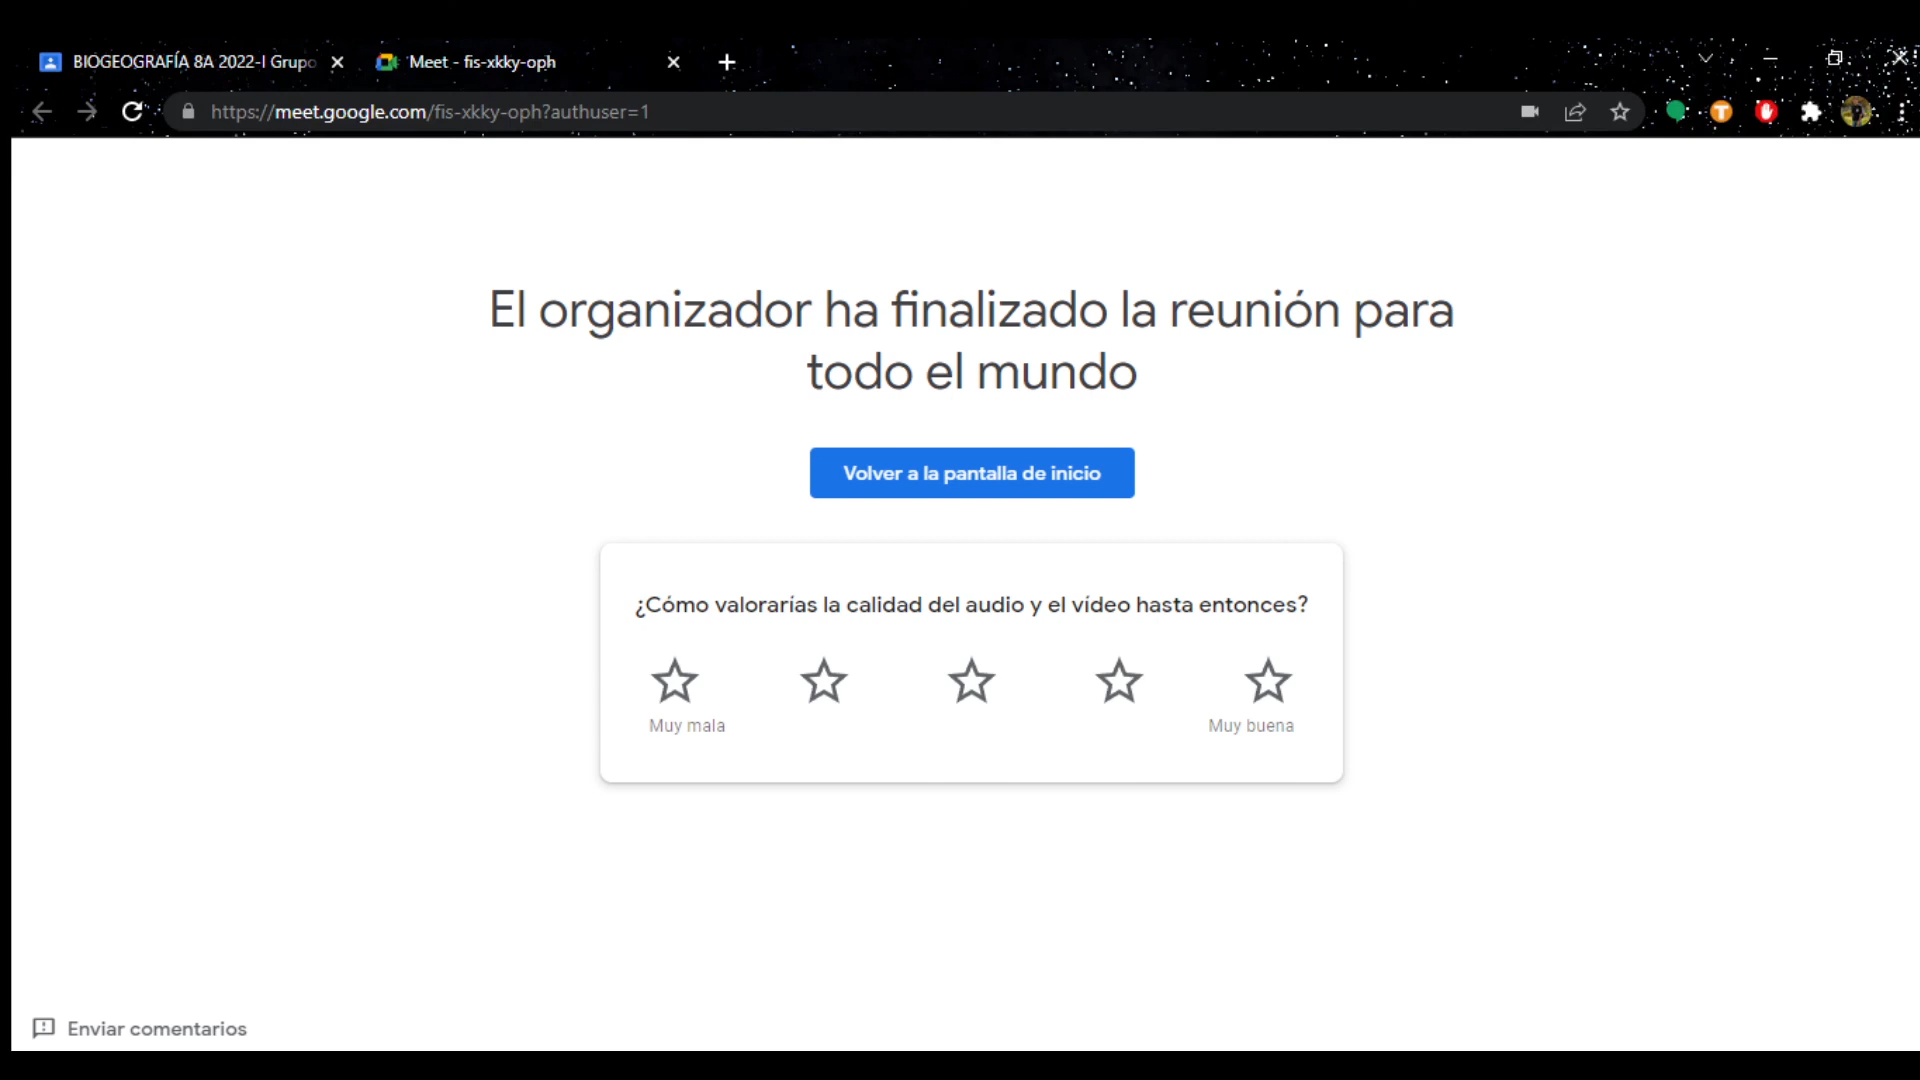 BIOGEOGRAFÍA 8A 2022-I Grupo
Meet - fis-xkky-oph
https://meet.google.com/fis-xkky-oph?authuser=1
El organizador ha finalizado la reunión para
todo el mundo
Volver a la pantalla de inicio
¿Cómo valorarías la calidad del audio y el vídeo hasta entonces?
Muy mala
Muy buena
Enviar comentarios